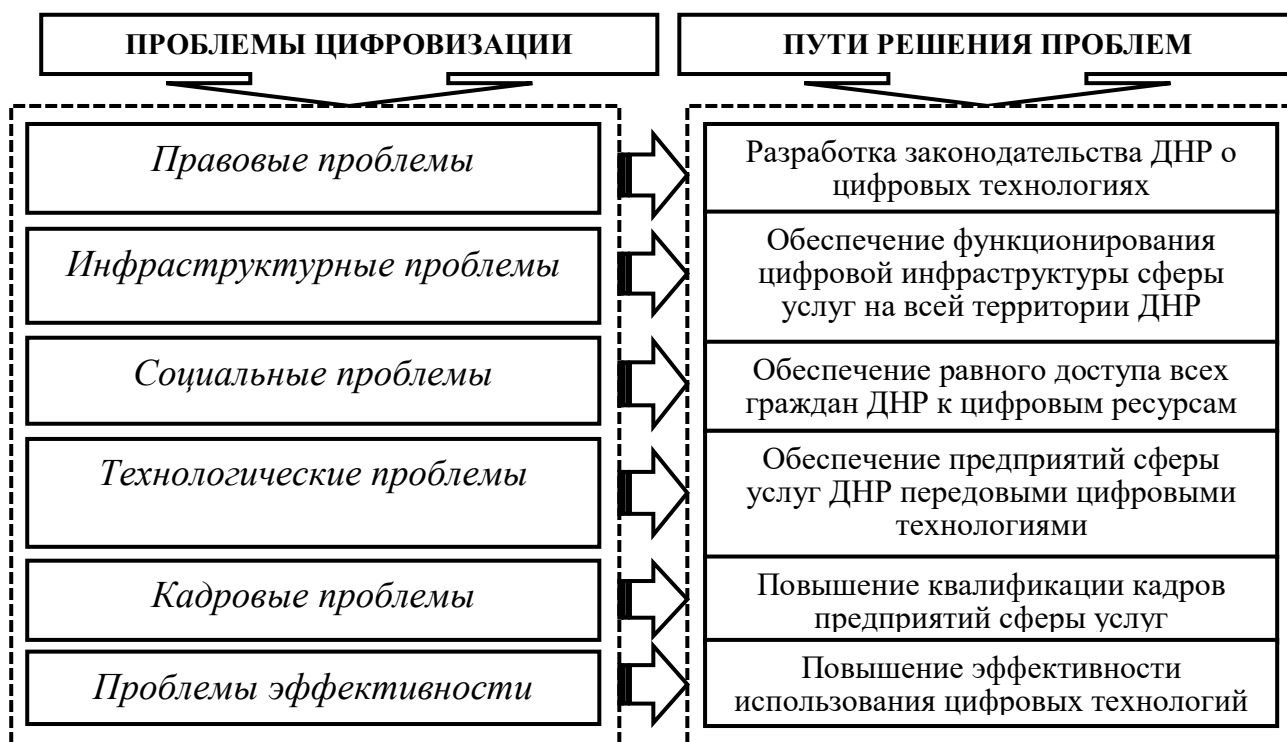 ПРОБЛЕМЫ ЦИФРОВИЗАЦИИ
ПУТИ РЕШЕНИЯ ПРОБЛЕМ
Правовые проблемы
Разработка законодательства ДНР о
цифровых технологиях
Инфраструктурные проблемы
Обеспечение функционирования
цифровой инфраструктуры сферы
услуг на всей территории ДНР
Социальные проблемы
Обеспечение равного доступа всех
граждан ДНР к цифровым ресурсам
Технологические проблемы
Обеспечение предприятий сферы
услуг ДНР передовыми цифровыми
технологиями
Кадровые проблемы
Повышение квалификации кадров
предприятий сферы услуг
Проблемы эффективности
Повышение эффективности
использования цифровых технологий